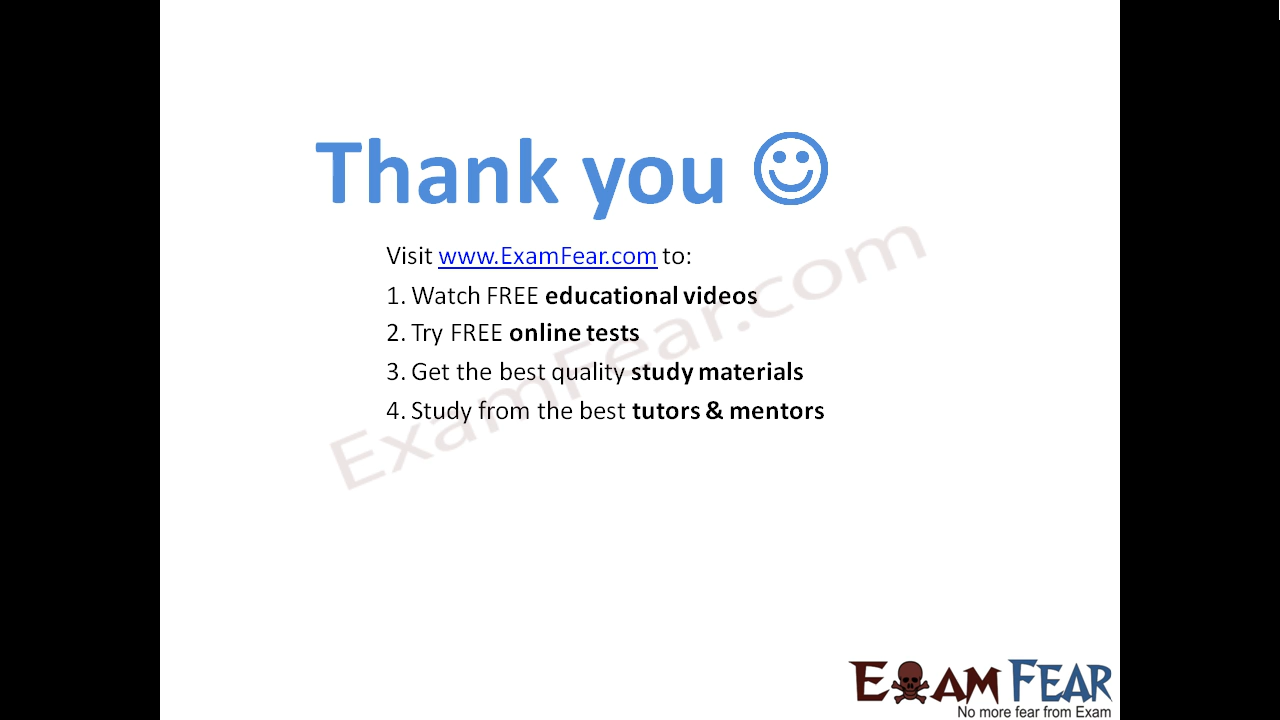 Thank you
Visit www.ExamFear.com to:
1. Watch FREE educational videos
2. Try FREE online tests
3. Get the best quality study materials
4. Study from the best tutors & mentors
ExamFear.com
EXAM FEAR
No more fear from Exam